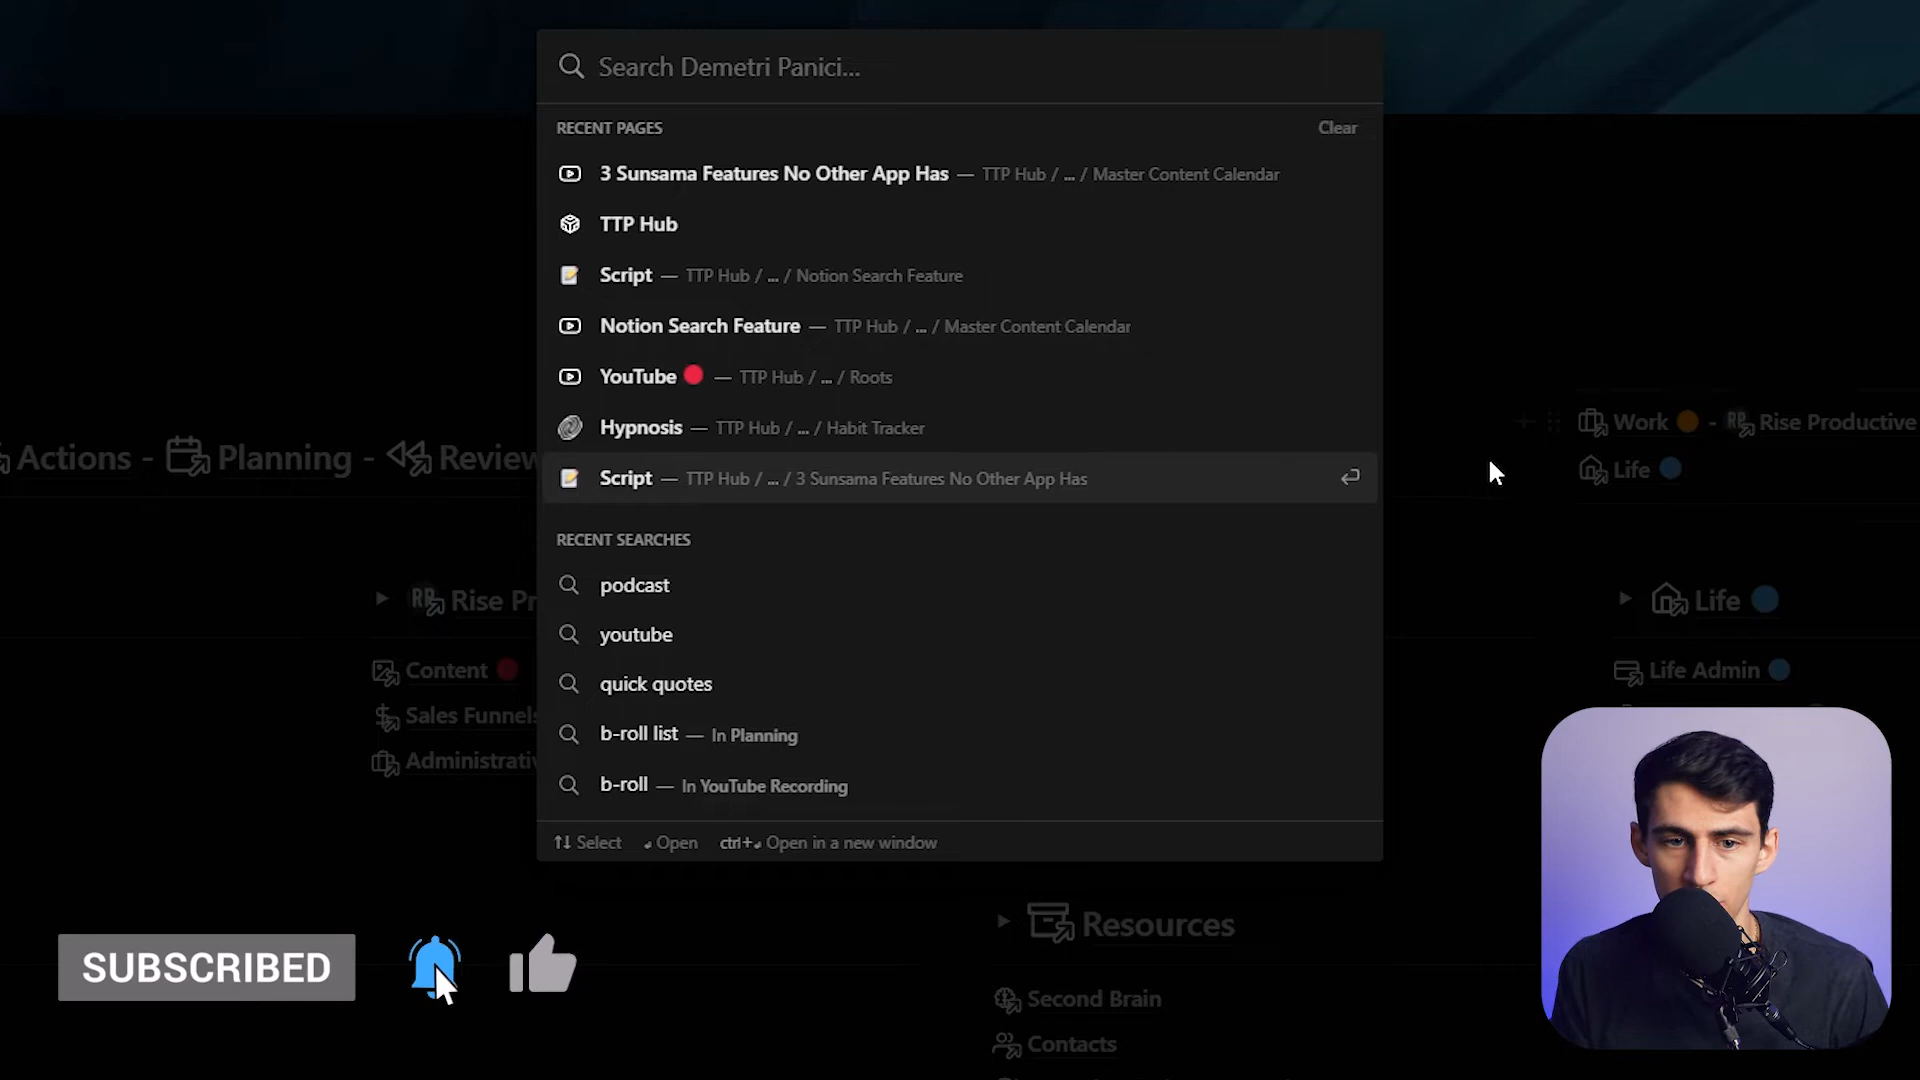 Search Demetri Panici...
RECENT PAGES Clear
3 Sunsama Features No Other App Has — TTP Hub / ... / Master Content Calendar
TTP Hub
Script — TTP Hub / ... / Notion Search Feature
Notion Search Feature — TTP Hub / ... / Master Content Calendar
YouTube — TTP Hub / ... / Roots
Hypnosis — TTP Hub / ... / Habit Tracker
Script — TTP Hub / ... / 3 Sunsama Features No Other App Has
RECENT SEARCHES
podcast
youtube
quick quotes
b-roll list — In Planning
b-roll — In YouTube Recording
Select Open ctrl+ Open in a new window
Actions - Planning - Review
Work - RP Rise Productive
Life
RP Rise Pr
Content
Sales Funnels
Administrativ
Life
Life Admin
Resources
Second Brain
Contacts
SUBSCRIBED